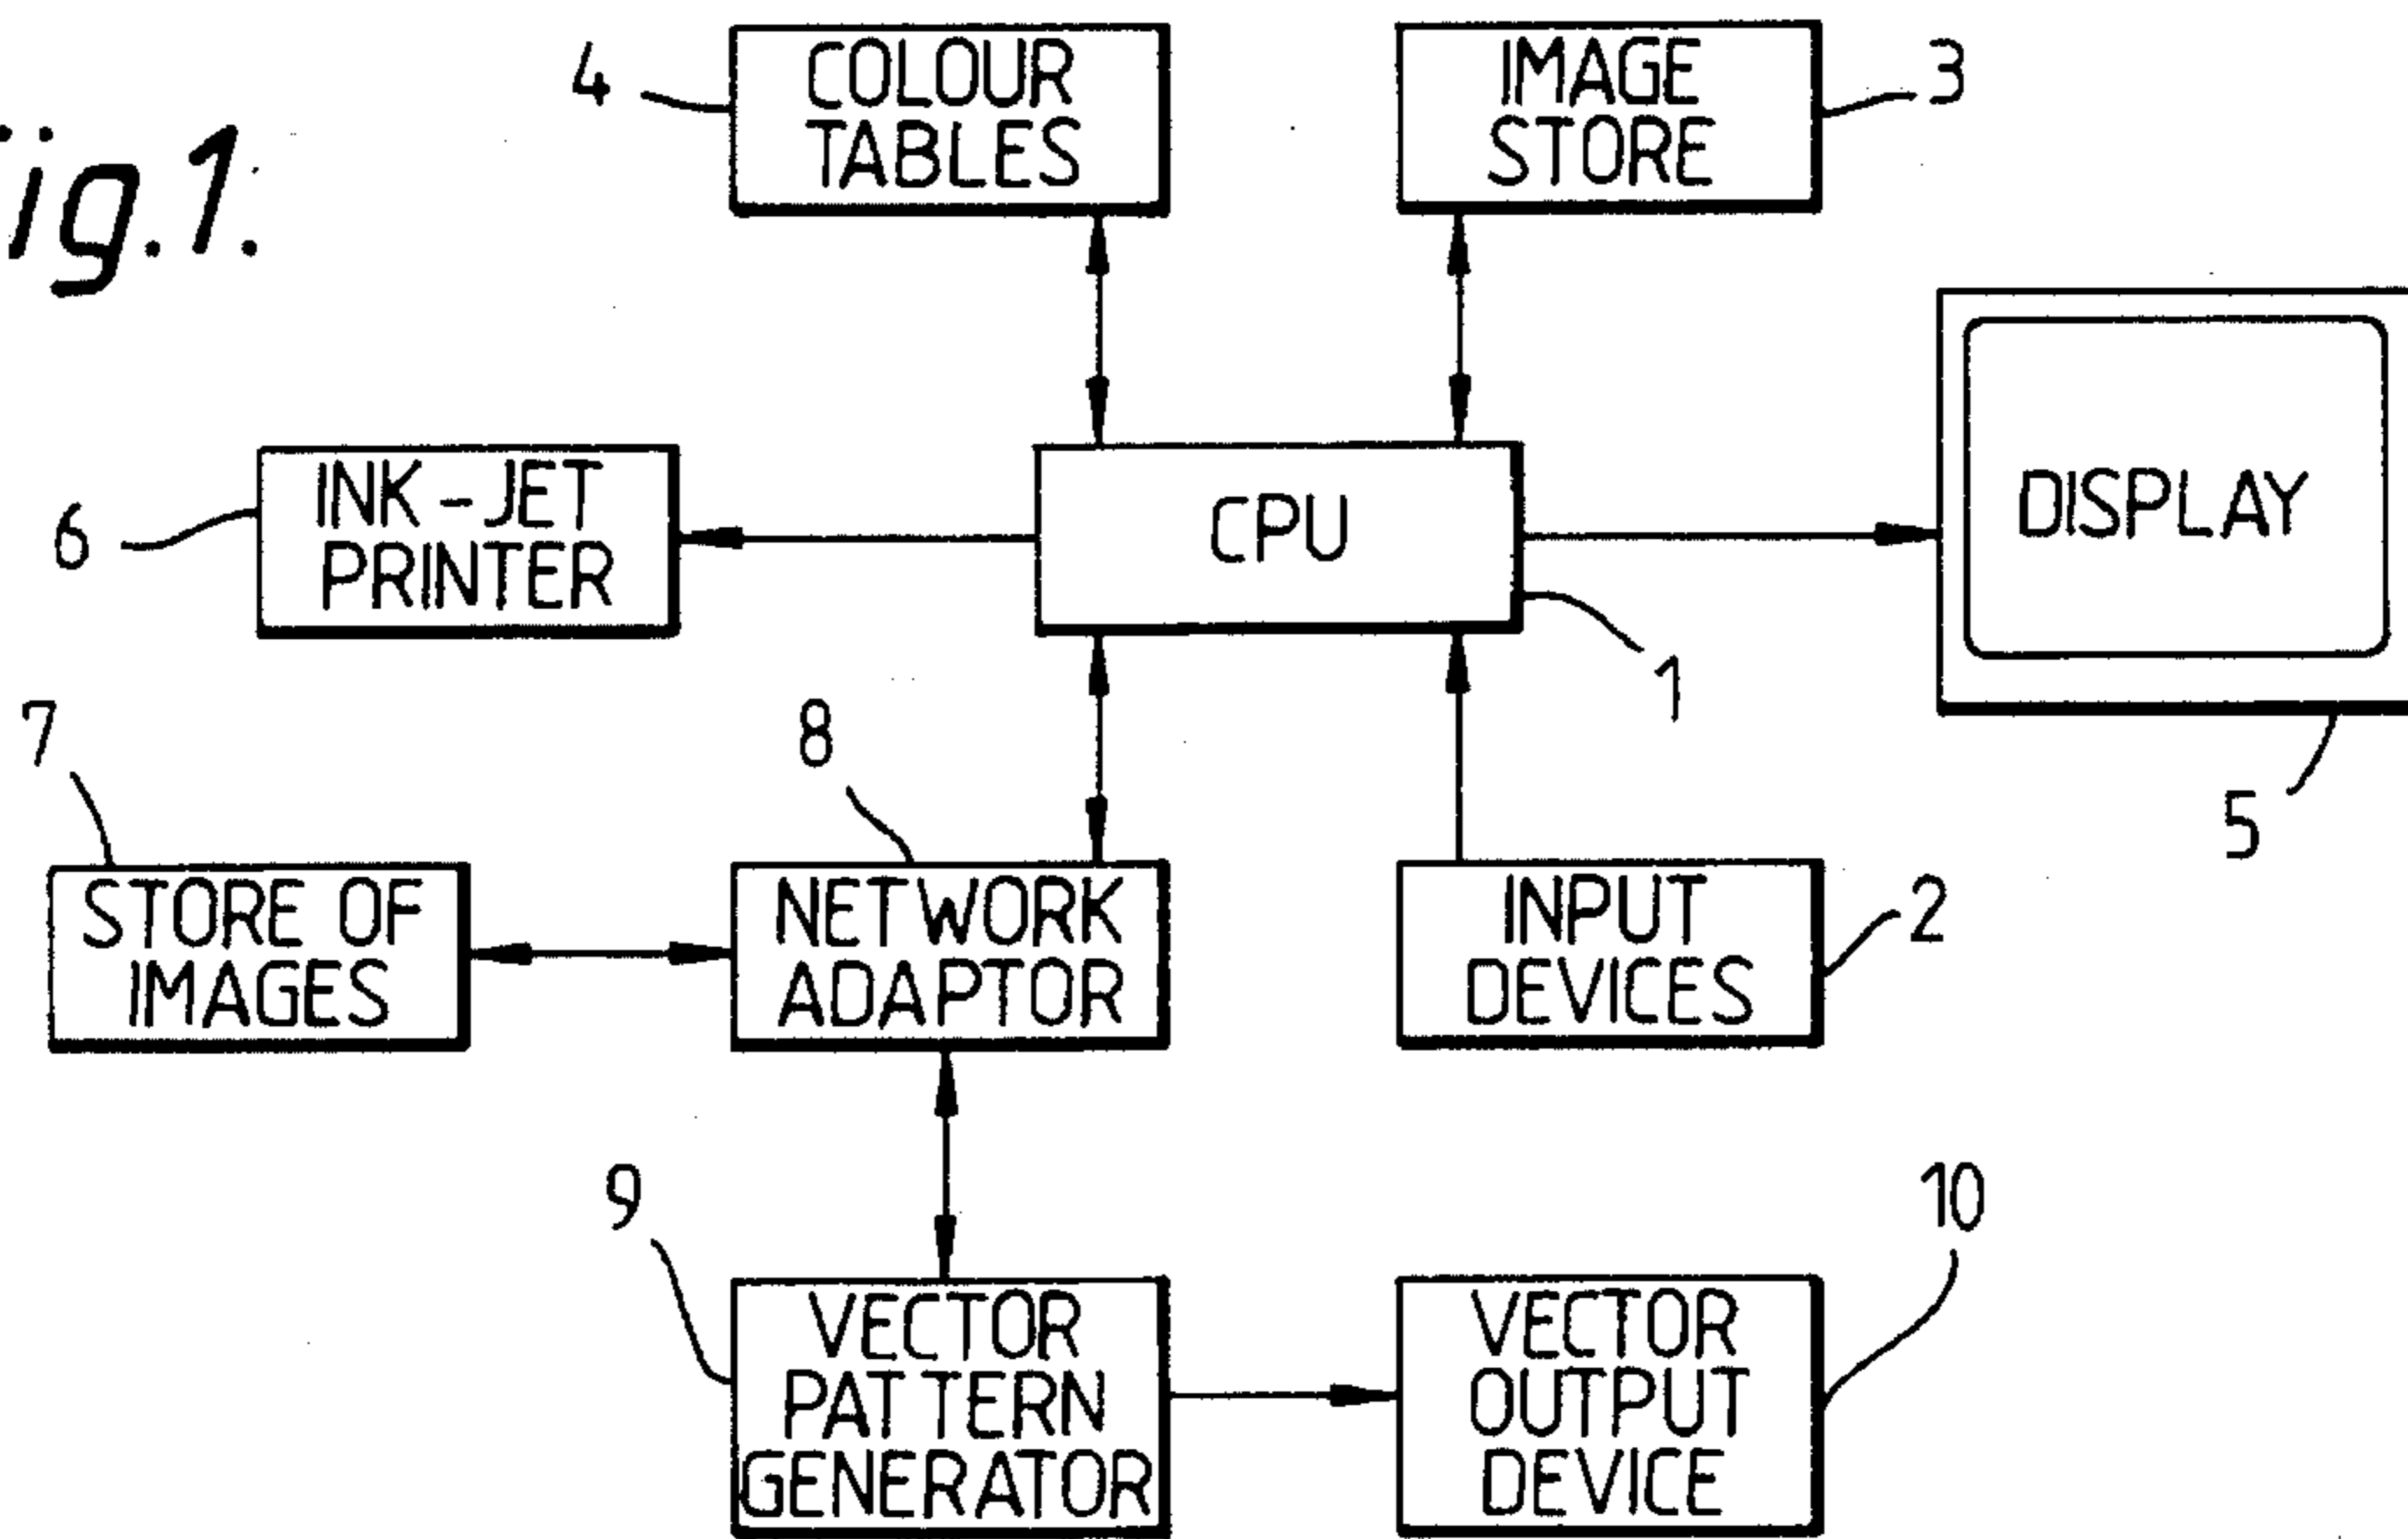 4
COLOUR
TABLES
IMAGE
STORE
3
ig.1.
INK-JET
PRINTER
6
CPU
1
DISPLAY
5
7
8
STORE OF
IMAGES
NETWORK
ADAPTOR
INPUT
DEVICES
2
9
VECTOR
PATTERN
GENERATOR
VECTOR
OUTPUT
DEVICE
10